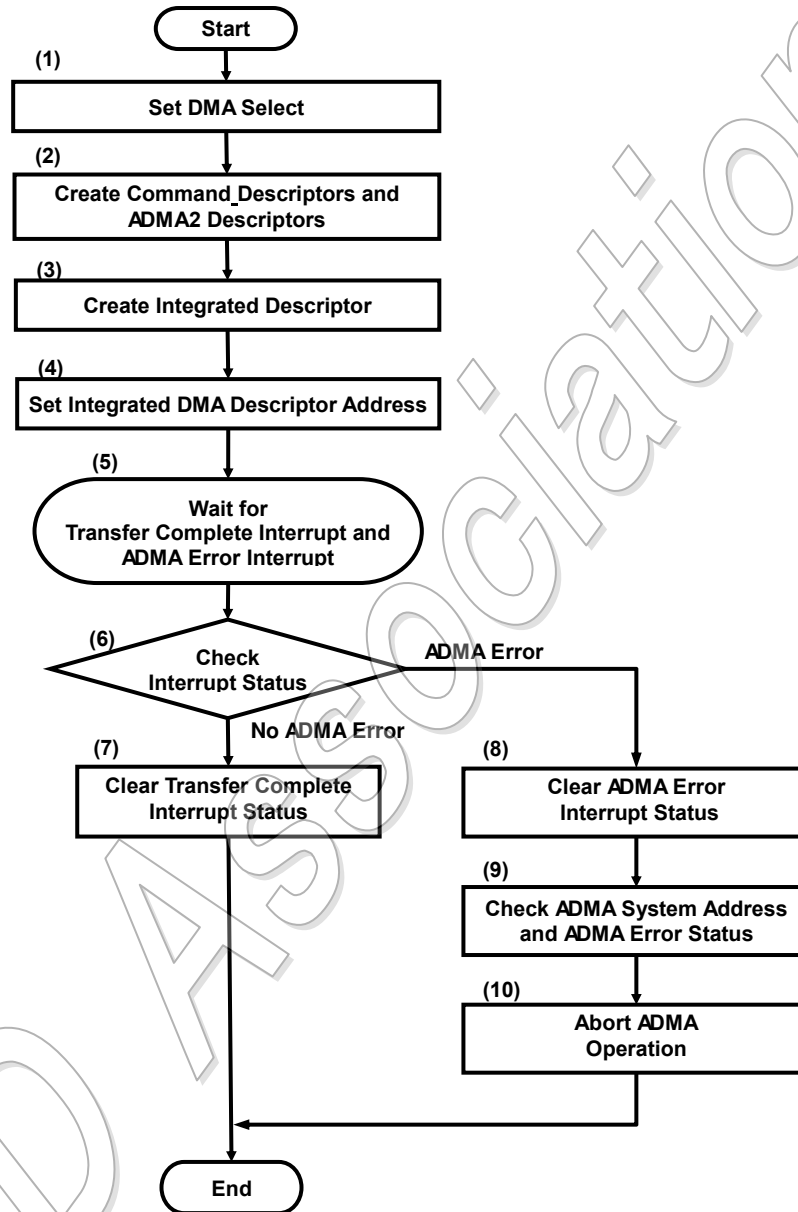 Start
(1)
Set DMA Select
(2)
Create Command_Descriptors and
ADMA2 Descriptors
(3)
Create Integrated Descriptor
(4)
Set Integrated DMA Descriptor Address
(5)
Wait for
Transfer Complete Interrupt and
ADMA Error Interrupt
(6)
Check
Interrupt Status
ADMA Error
No ADMA Error
(7)
Clear Transfer Complete
Interrupt Status
(8)
Clear ADMA Error
Interrupt Status
(9)
Check ADMA System Address
and ADMA Error Status
(10)
Abort ADMA
Operation
End
D Association